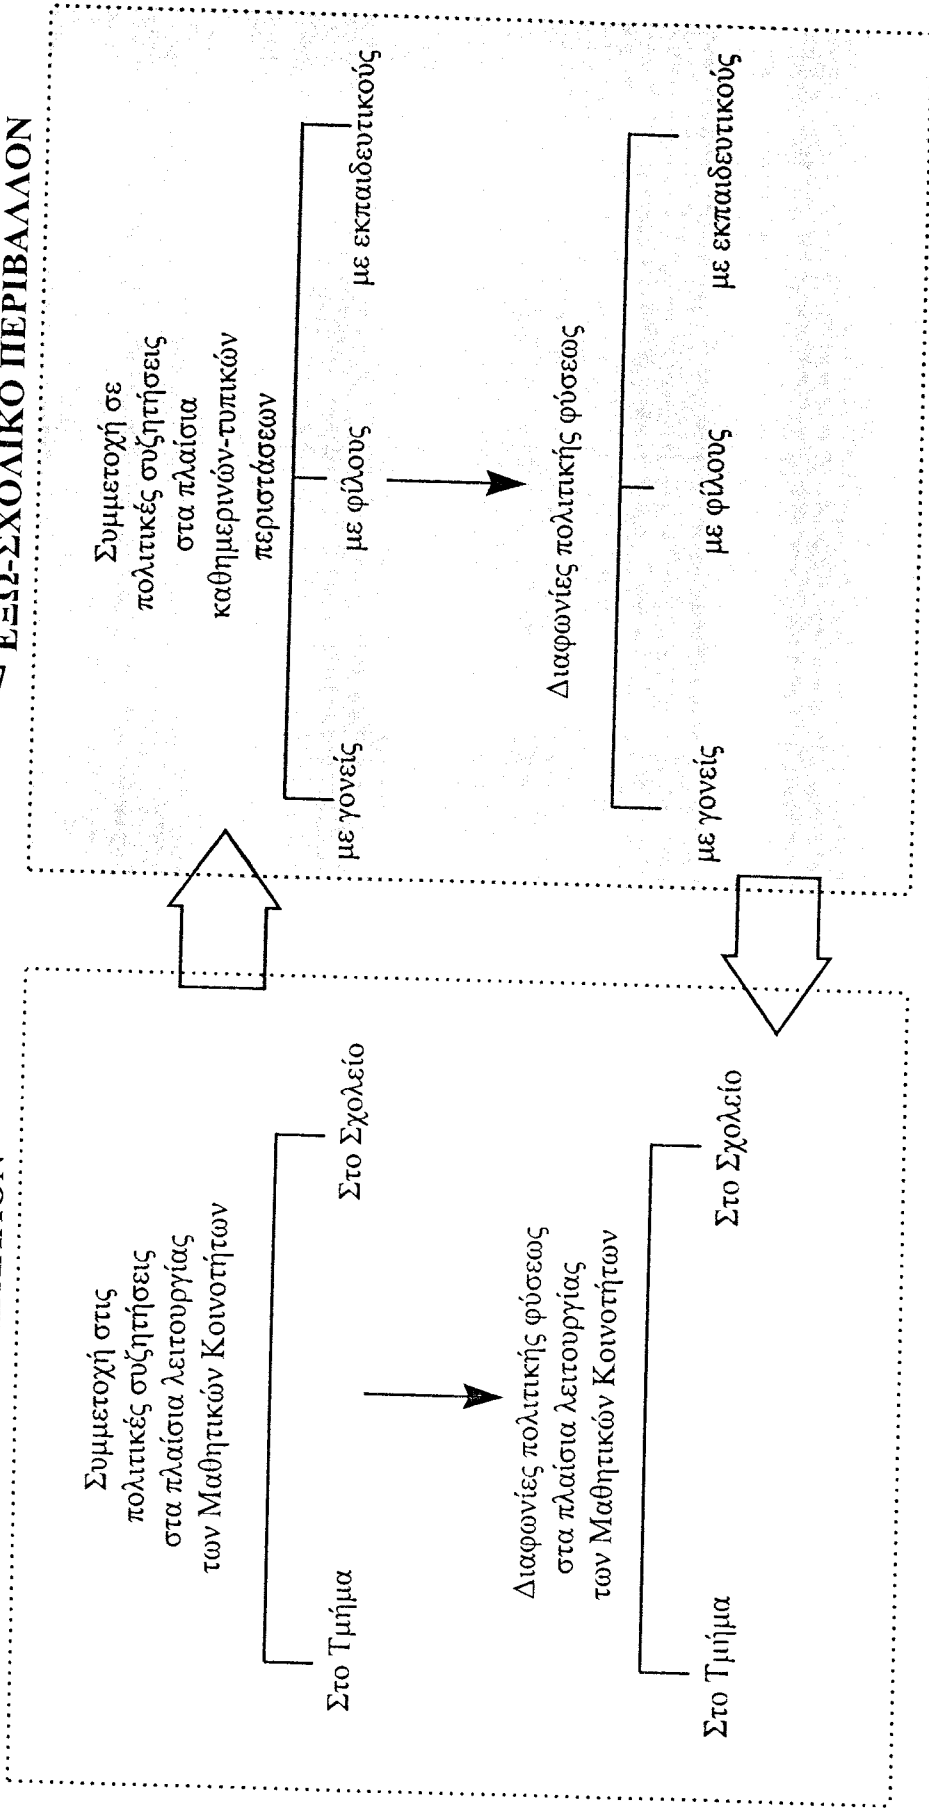 ΕΞΩ-ΣΧΟΛΙΚΟ ΠΕΡΙΒΑΛΛΟΝ
Συμμετοχή στις
πολιτικές συζητήσεις
στα πλαίσια λειτουργίας
των Μαθητικών Κοινοτήτων
Στο Τμήμα
Στο Σχολείο
Διαφωνίες πολιτικής φύσεως
στα πλαίσια λειτουργίας
των Μαθητικών Κοινοτήτων
Στο Τμήμα
Στο Σχολείο
Συμμετοχή σε
πολιτικές συζητήσεις
στα πλαίσια
καθημερινών-τυπικών
περιστάσεων
με γονείς
με φίλους
με εκπαιδευτικούς
Διαφωνίες πολιτικής φύσεως
με γονείς
με φίλους
με εκπαιδευτικούς